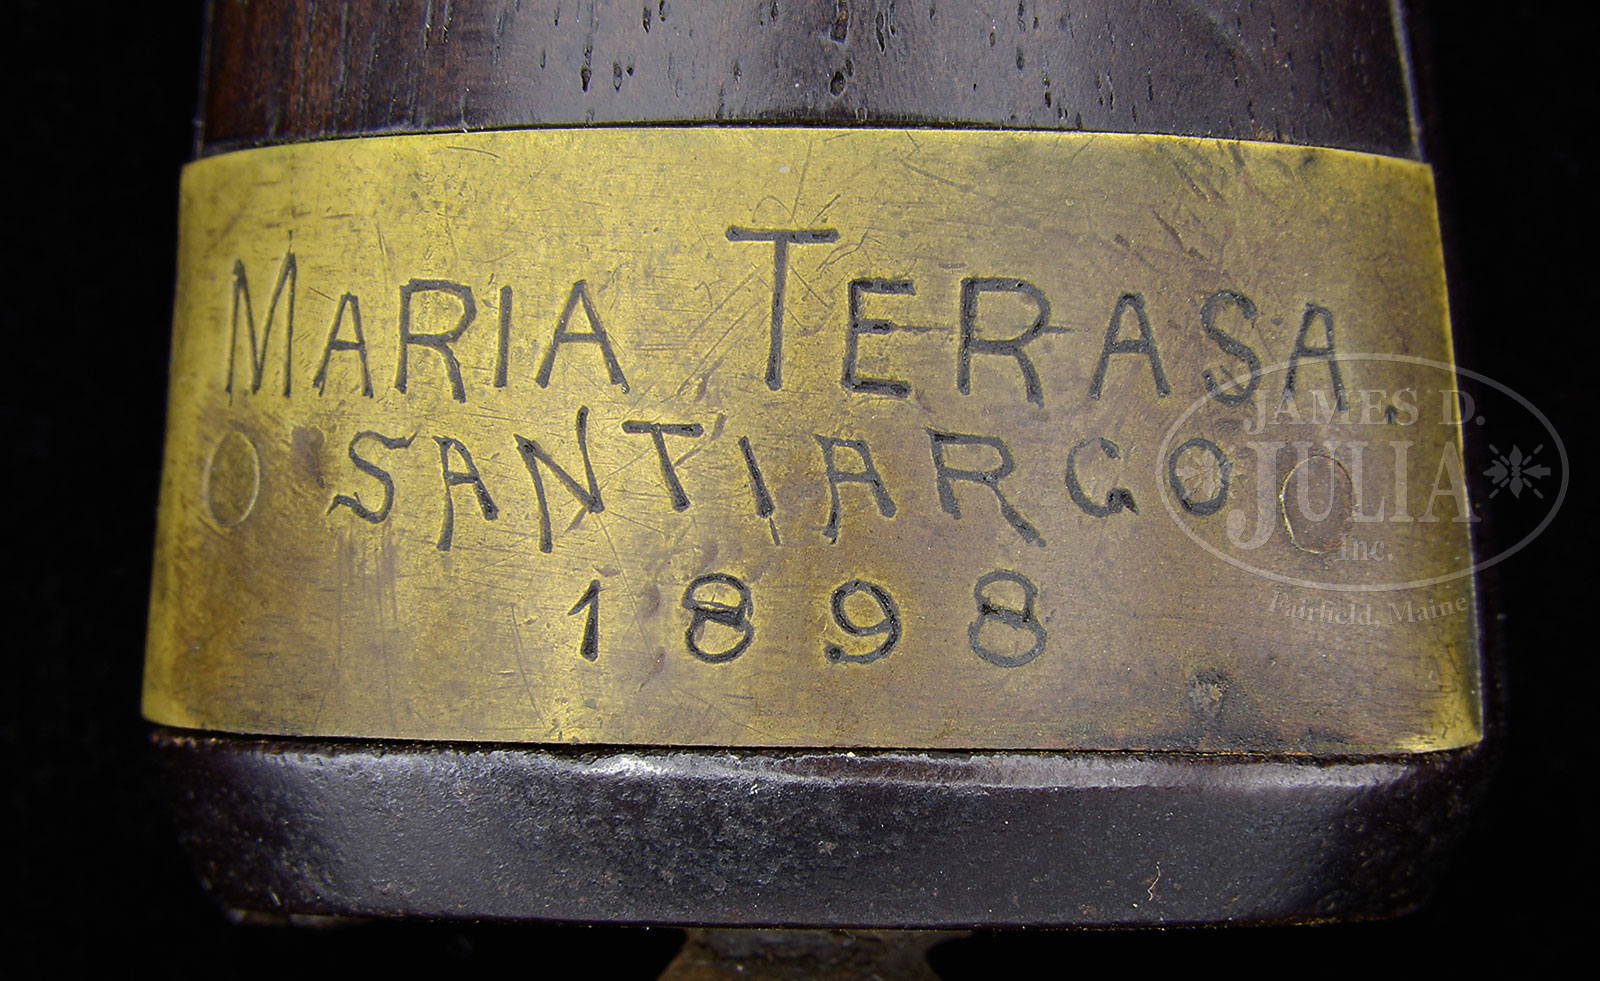 MARIA TERASA.
SANTIARGO
1898
JAMES D.
JULIA
Inc.
Fairfield, Maine